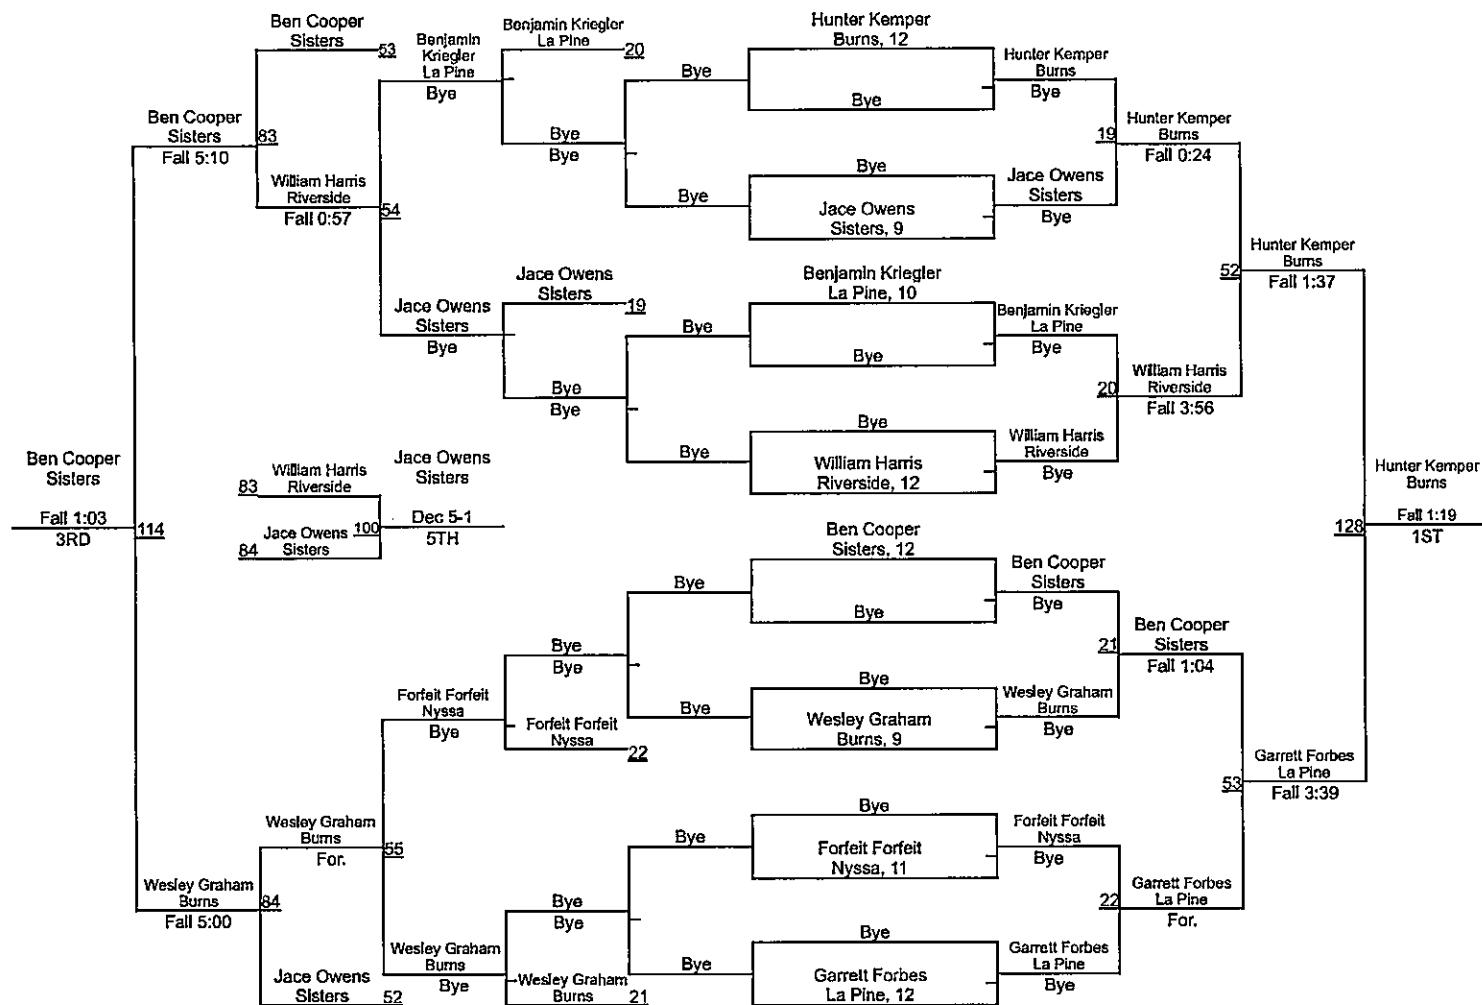 Ben Cooper
Sisters
53
Benjamin
Kriegler
La Pine
Bye
Benjamin Kriegler
La Pine
20
Bye
Bye
Bye
Bye
Hunter Kemper
Burns, 12
Bye
Bye
Jace Owens
Sisters, 9
Hunter Kemper
Burns
Bye
Jace Owens
Sisters
Bye
19
Hunter Kemper
Burns
Fall 0:24
Ben Cooper
Sisters
Fall 5:10
83
William Harris
Riverside
Fall 0:57
54
Jace Owens
Sisters
Bye
Jace Owens
Sisters
19
Bye
Bye
Bye
Bye
Benjamin Kriegler
La Pine, 10
Bye
Bye
William Harris
Riverside, 12
Benjamin Kriegler
La Pine
Bye
William Harris
Riverside
Bye
20
William Harris
Riverside
Fall 3:56
52
Hunter Kemper
Burns
Fall 1:37
Ben Cooper
Sisters
Fall 1:03
3RD
114
83
William Harris
Riverside
84
Jace Owens
Sisters
100
Jace Owens
Sisters
Dec 5-1
5TH
128
Hunter Kemper
Burns
Fall 1:19
1ST
Bye
Ben Cooper
Sisters, 12
Bye
Ben Cooper
Sisters
Bye
Bye
Bye
Bye
Bye
Wesley Graham
Burns, 9
Wesley Graham
Burns
Bye
21
Ben Cooper
Sisters
Fall 1:04
Forfeit Forfeit
Nyssa
Bye
Forfeit Forfeit
Nyssa
22
53
Garrett Forbes
La Pine
Fall 3:39
Wesley Graham
Burns
For.
55
Bye
Bye
Forfeit Forfeit
Nyssa, 11
Forfeit Forfeit
Nyssa
Bye
Wesley Graham
Burns
Fall 5:00
84
Bye
Bye
22
Garrett Forbes
La Pine
For.
Wesley Graham
Burns
Bye
Wesley Graham
Burns
21
Bye
Bye
Garrett Forbes
La Pine, 12
Garrett Forbes
La Pine
Bye
Jace Owens
Sisters
52